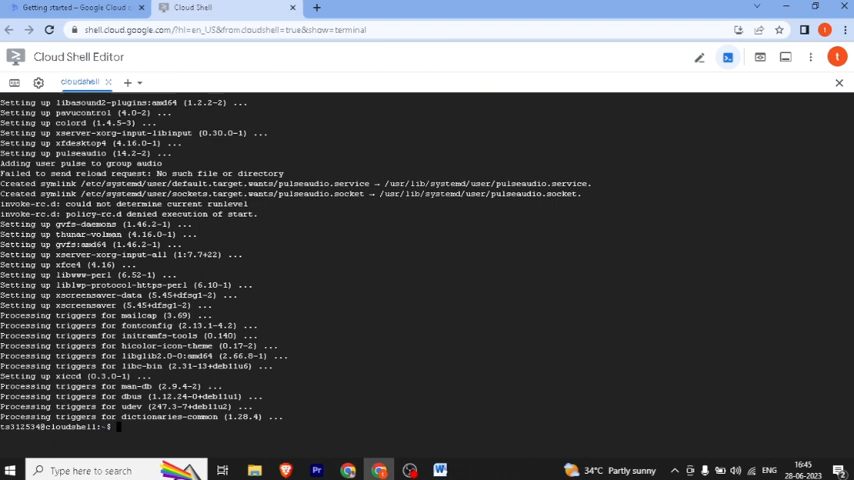 Getting started – Google Cloud c
Cloud Shell
shell.cloud.google.com/?hl=en_US&fromcloudshell=true&show=terminal
t
Cloud Shell Editor
t
cloudshell
Setting up libasound2-plugins:amd64 (1.2.2-2) ...
Setting up pavucontrol (4.0-2) ...
Setting up colord (1.4.5-3) ...
Setting up xserver-xorg-input-libinput (0.30.0-1) ...
Setting up xfdesktop4 (4.16.0-1) ...
Setting up pulseaudio (14.2-2) ...
Adding user pulse to group audio
Failed to send reload request: No such file or directory
Created symlink /etc/systemd/user/default.target.wants/pulseaudio.service → /usr/lib/systemd/user/pulseaudio.service.
Created symlink /etc/systemd/user/sockets.target.wants/pulseaudio.socket → /usr/lib/systemd/user/pulseaudio.socket.
invoke-rc.d: could not determine current runlevel
invoke-rc.d: policy-rc.d denied execution of start.
Setting up gvfs-daemons (1.46.2-1) ...
Setting up thunar-volman (4.16.0-1) ...
Setting up gvfs:amd64 (1.46.2-1) ...
Setting up xserver-xorg-input-all (1:7.7+22) ...
Setting up xfce4 (4.16) ...
Setting up libwww-perl (6.52-1) ...
Setting up liblwp-protocol-https-perl (6.10-1) ...
Setting up xscreensaver-data (5.45+dfsg1-2) ...
Setting up xscreensaver (5.45+dfsg1-2) ...
Processing triggers for mailcap (3.69) ...
Processing triggers for fontconfig (2.13.1-4.2) ...
Processing triggers for initramfs-tools (0.140) ...
Processing triggers for hicolor-icon-theme (0.17-2) ...
Processing triggers for libglib2.0-0:amd64 (2.66.8-1) ...
Processing triggers for libc-bin (2.31-13+deb11u6) ...
Setting up xiccd (0.3.0-1) ...
Processing triggers for man-db (2.9.4-2) ...
Processing triggers for dbus (1.12.24-0+deb11u1) ...
Processing triggers for udev (247.3-7+deb11u2) ...
Processing triggers for dictionaries-common (1.28.4) ...
ts312534@cloudshell:~$
Type here to search
Pr
34°C Partly sunny
ENG
16:45
28-06-2023
2